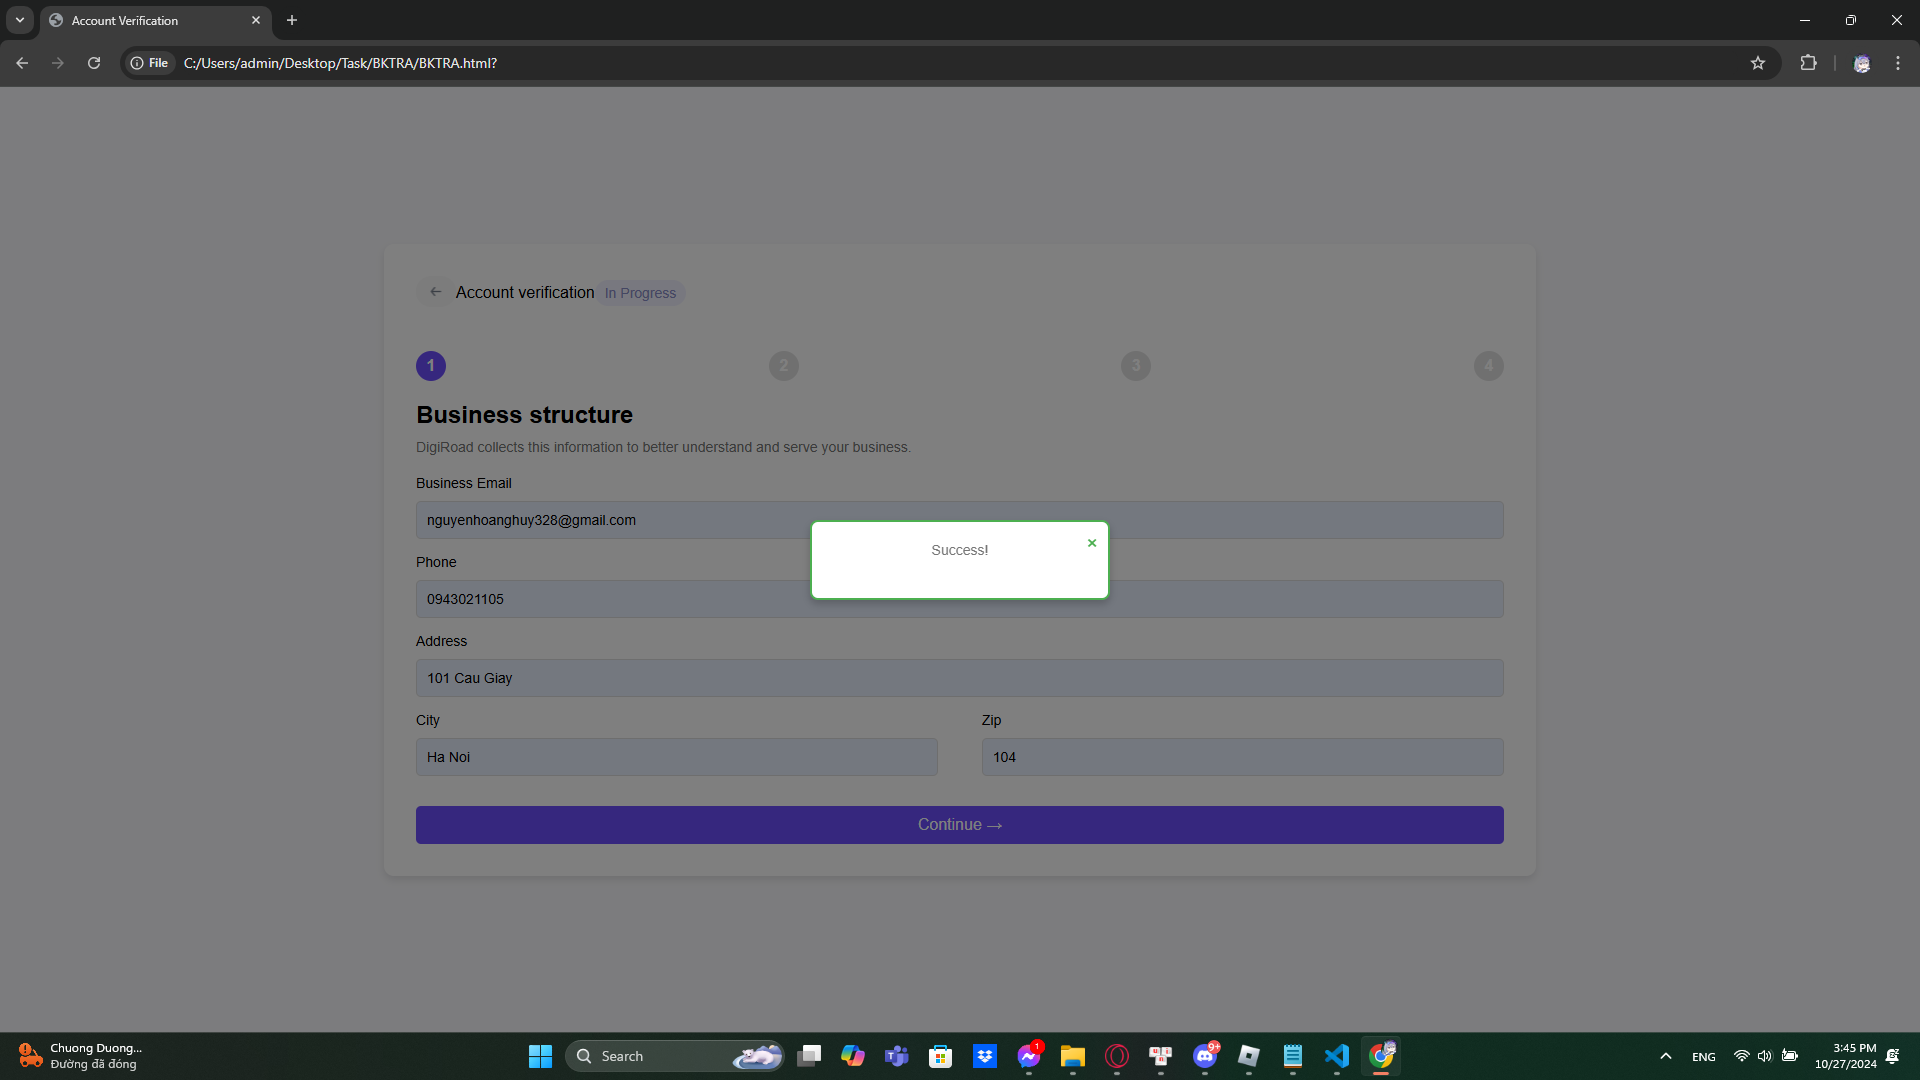 Account Verification
File
C:/Users/admin/Desktop/Task/BKTRA/BKTRA.html?
Account verification
In Progress
1
2
3
4
Business structure
DigiRoad collects this information to better understand and serve your business.
Business Email
nguyenhoanghuy328@gmail.com
Success!
×
Phone
0943021105
Address
101 Cau Giay
City
Zip
Ha Noi
104
Continue →
Chuong Duong...
Đường đã đóng
Search
1
9+
ENG
3:45 PM
10/27/2024